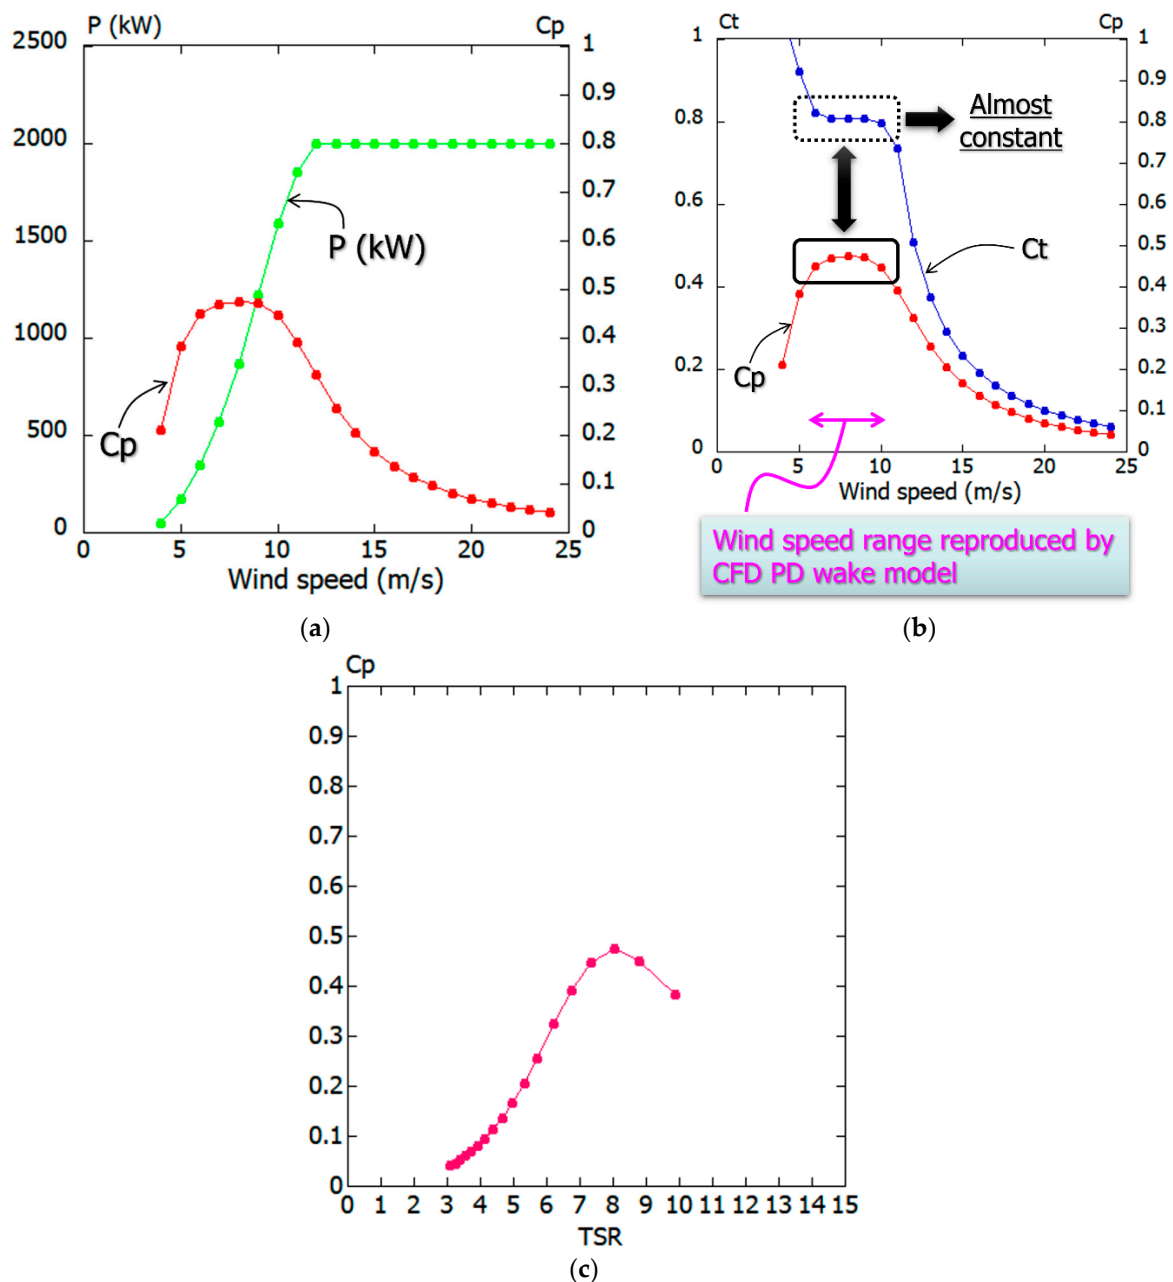 P (kW)
Cp
2500
2000
1500
1000
500
0
1
0.9
0.8
0.7
0.6
0.5
0.4
0.3
0.2
0.1
0
P (kW)
Cp
0
5
10
15
20
25
Wind speed (m/s)
(a)
Ct
Cp
1
0.8
0.6
0.4
0.2
0
1
0.9
0.8
0.7
0.6
0.5
0.4
0.3
0.2
0.1
0
Almost
constant
Ct
Cp
0
5
10
15
20
25
Wind speed (m/s)
Wind speed range reproduced by
CFD PD wake model
(b)
Cp
1
0.9
0.8
0.7
0.6
0.5
0.4
0.3
0.2
0.1
0
0 1 2 3 4 5 6 7 8 9 10 11 12 13 14 15
TSR
(c)